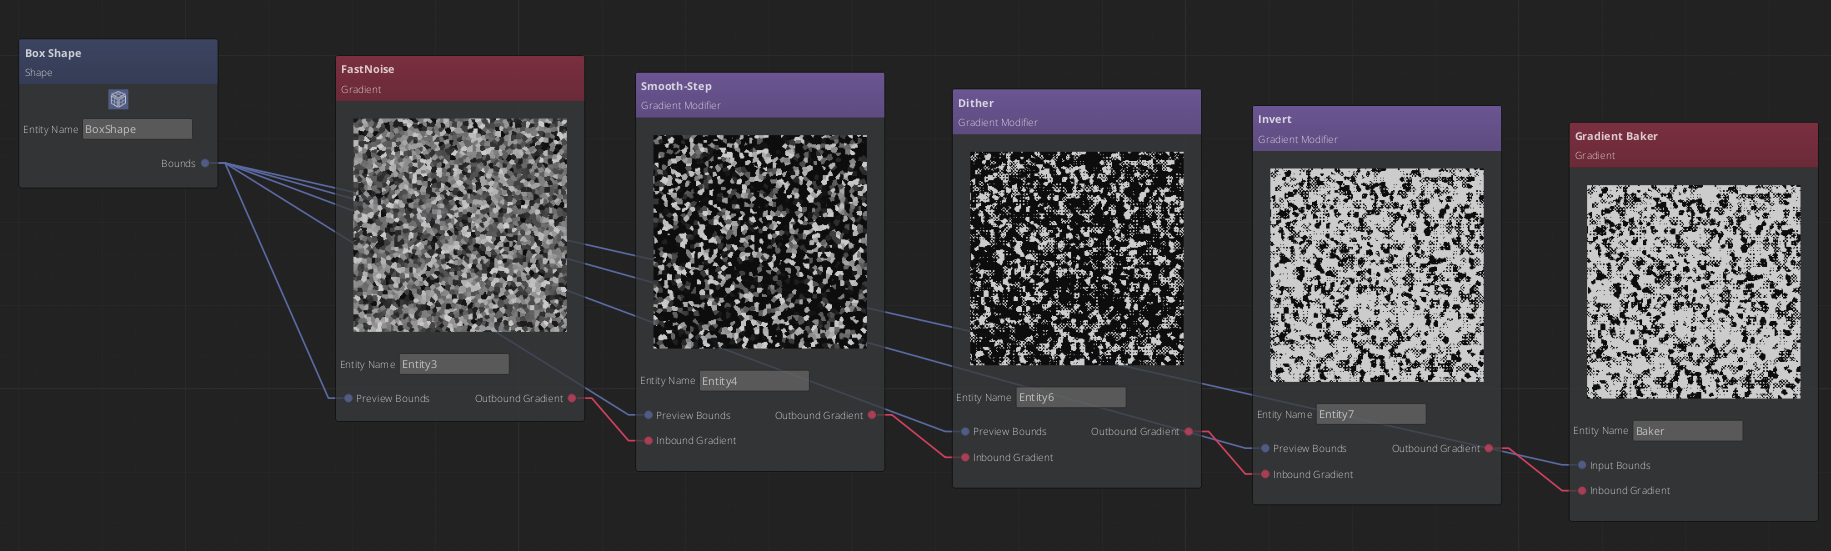 Box Shape
Shape
Entity Name BoxShape
Bounds
FastNoise
Gradient
Entity Name Entity3
Preview Bounds Outbound Gradient
Smooth-Step
Gradient Modifier
Entity Name Entity4
Preview Bounds Outbound Gradient
Inbound Gradient
Dither
Gradient Modifier
Entity Name Entity6
Preview Bounds Outbound Gradient
Inbound Gradient
Invert
Gradient Modifier
Entity Name Entity7
Preview Bounds Outbound Gradient
Inbound Gradient
Gradient Baker
Gradient
Entity Name Baker
Input Bounds
Inbound Gradient